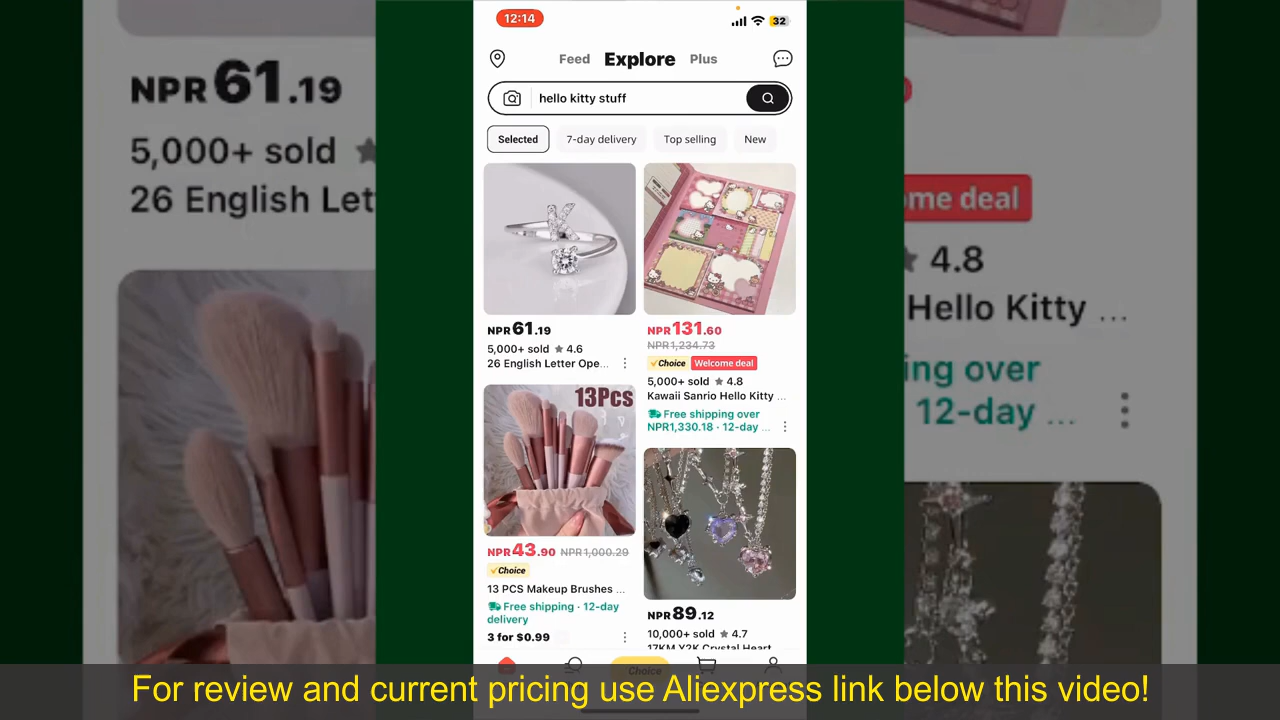 12:14
32
Feed Explore Plus
hello kitty stuff
Selected 7-day delivery Top selling New
NPR61.19
5,000+ sold ★ 4.6
26 English Letter Ope...
NPR131.60
NPR1,234.73
Choice Welcome deal
5,000+ sold ★ 4.8
Kawaii Sanrio Hello Kitty ...
Free shipping over
NPR1,330.18 · 12-day ...
13Pcs
NPR43.90 NPR1,000.29
Choice
13 PCS Makeup Brushes ...
Free shipping · 12-day
delivery
3 for $0.99
NPR89.12
10,000+ sold ★ 4.7
17KM Y2K Crystal Heart
Choice
NPR61.19
5,000+ sold
26 English Let
me deal
4.8
Hello Kitty ...
ing over
12-day ...
For review and current pricing use Aliexpress link below this video!